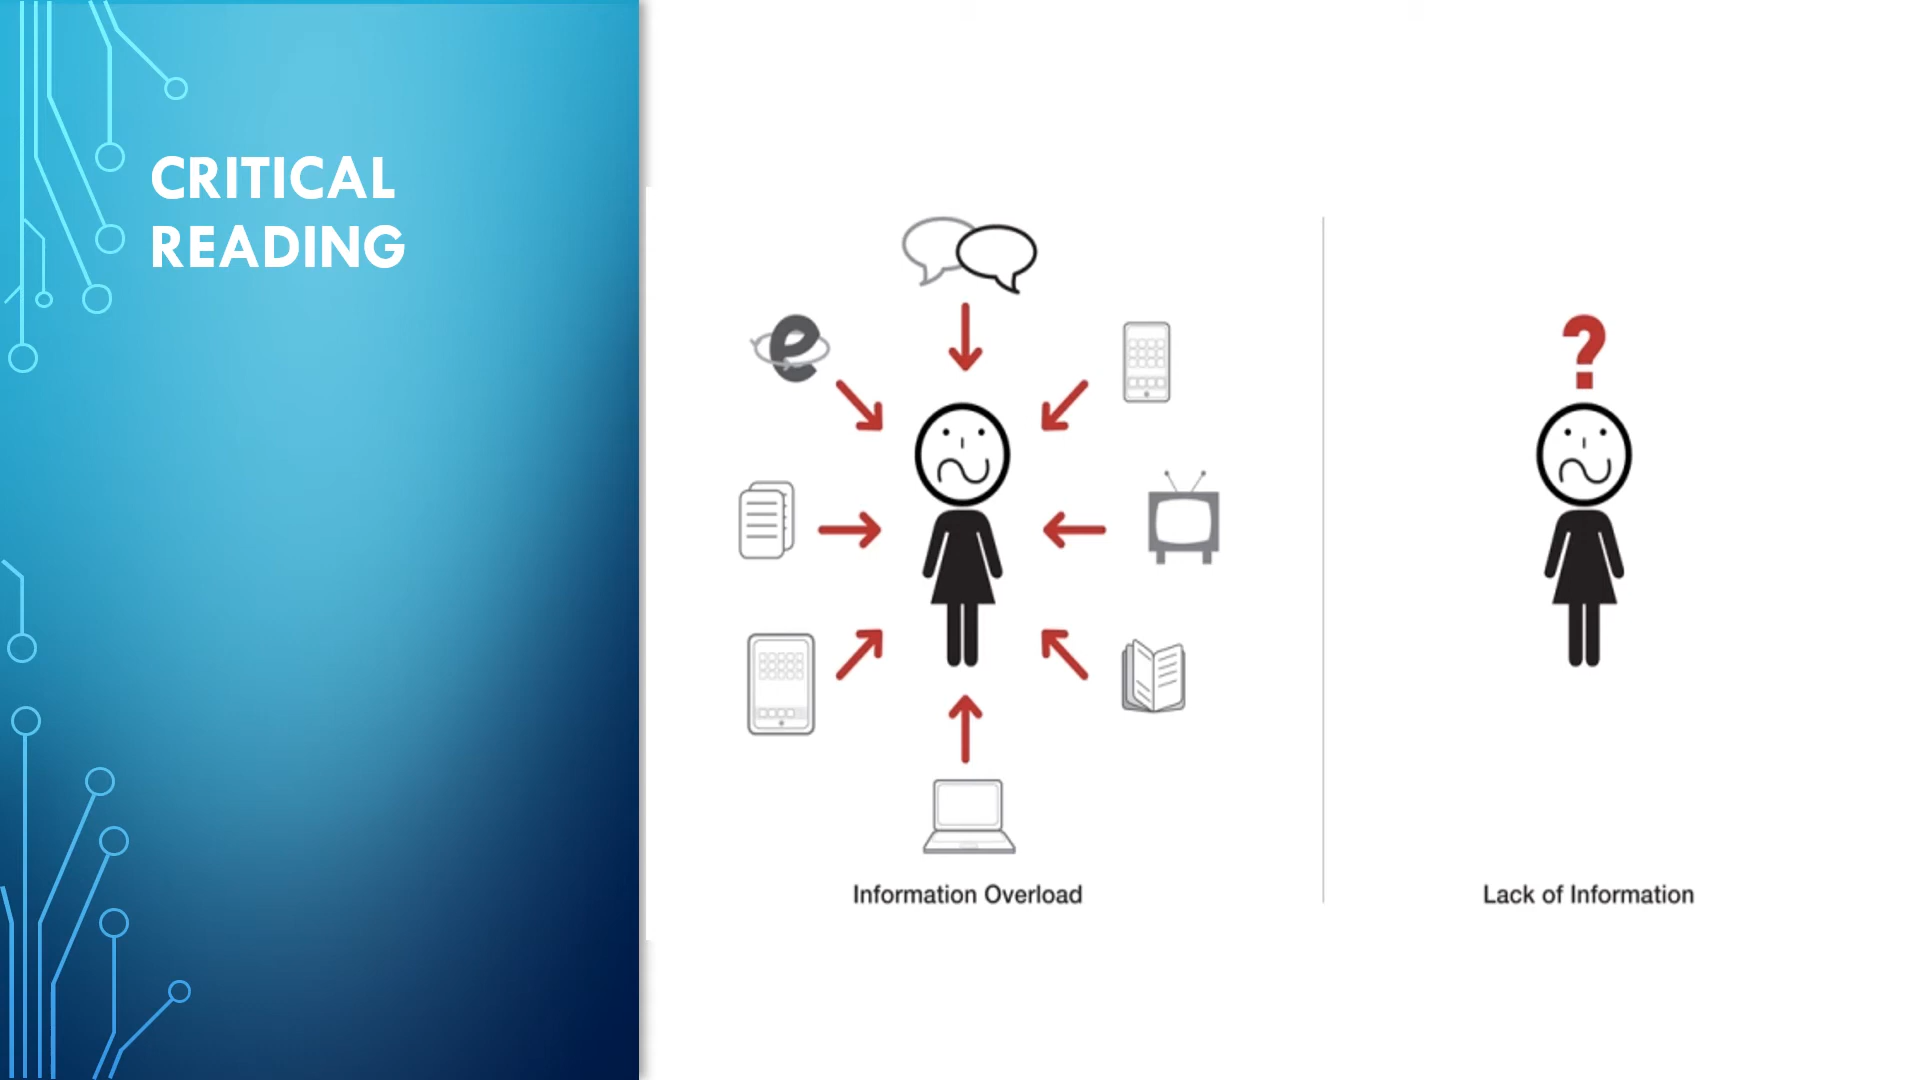 CRITICAL
READING
?
Information Overload
Lack of Information